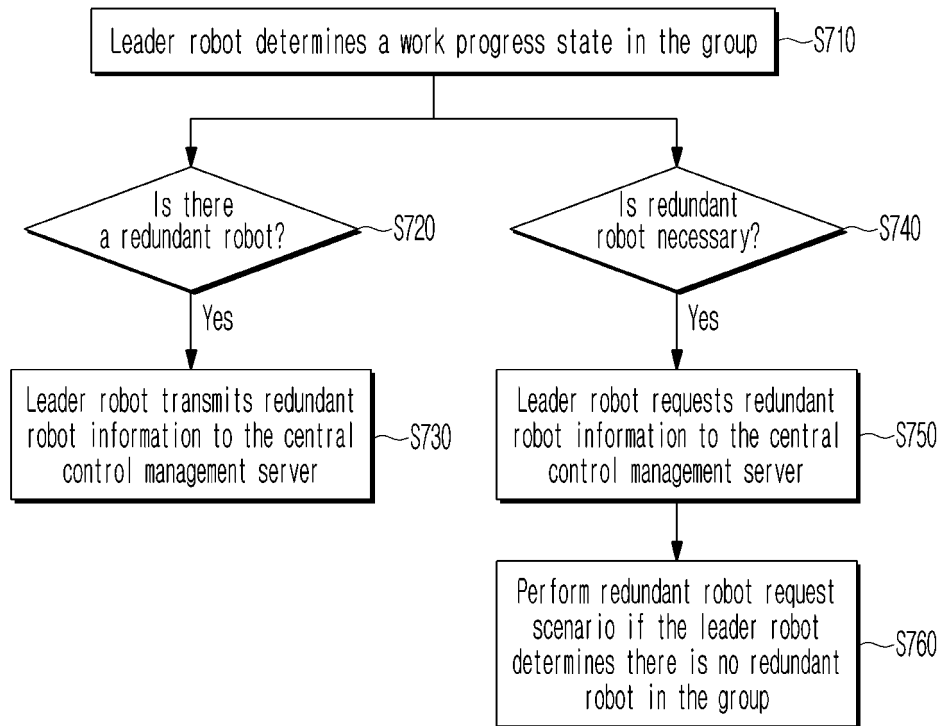 Leader robot determines a work progress state in the group
S710
Is there
a redundant robot?
S720
Is redundant
robot necessary?
S740
Yes
Yes
Leader robot transmits redundant
robot information to the central
control management server
S730
Leader robot requests redundant
robot information to the central
control management server
S750
Perform redundant robot request
scenario if the leader robot
determines there is no redundant
robot in the group
S760